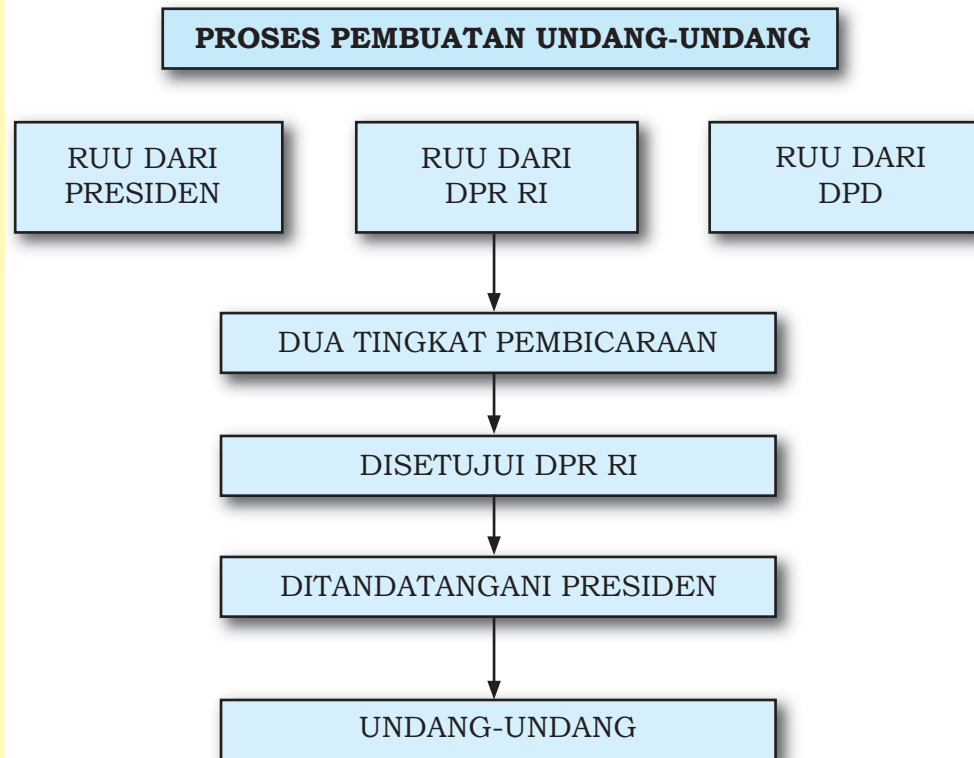 PROSES PEMBUATAN UNDANG-UNDANG
RUU DARI
PRESIDEN
RUU DARI
DPR RI
RUU DARI
DPD
DUA TINGKAT PEMBICARAAN
DISETUJUI DPR RI
DITANDATANGANI PRESIDEN
UNDANG-UNDANG